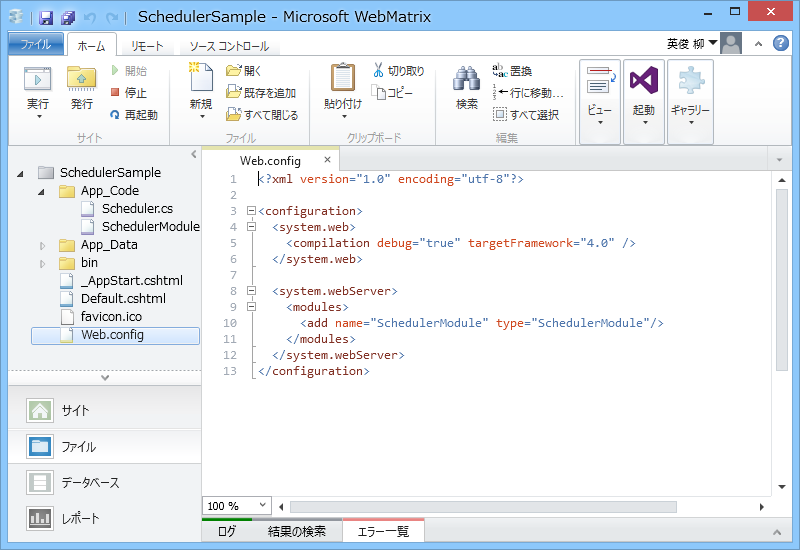 SchedulerSample - Microsoft WebMatrix
ファイル ホーム リモート ソース コントロール 英俊 柳
実行 発行 開始 停止 再起動
サイト
新規 開く 既存を追加 すべて閉じる
ファイル
貼り付け 切り取り コピー
クリップボード
検索 置換 行に移動... すべて選択
編集
ビュー 起動 ギャラリー
SchedulerSample
App_Code
Scheduler.cs
SchedulerModule
App_Data
bin
_AppStart.cshtml
Default.cshtml
favicon.ico
Web.config
サイト
ファイル
データベース
レポート
Web.config ×
1 <?xml version="1.0" encoding="utf-8"?>
2
3 <configuration>
4 <system.web>
5 <compilation debug="true" targetFramework="4.0" />
6 </system.web>
7
8 <system.webServer>
9 <modules>
10 <add name="SchedulerModule" type="SchedulerModule"/>
11 </modules>
12 </system.webServer>
13 </configuration>
100 %
ログ 結果の検索 エラー一覧